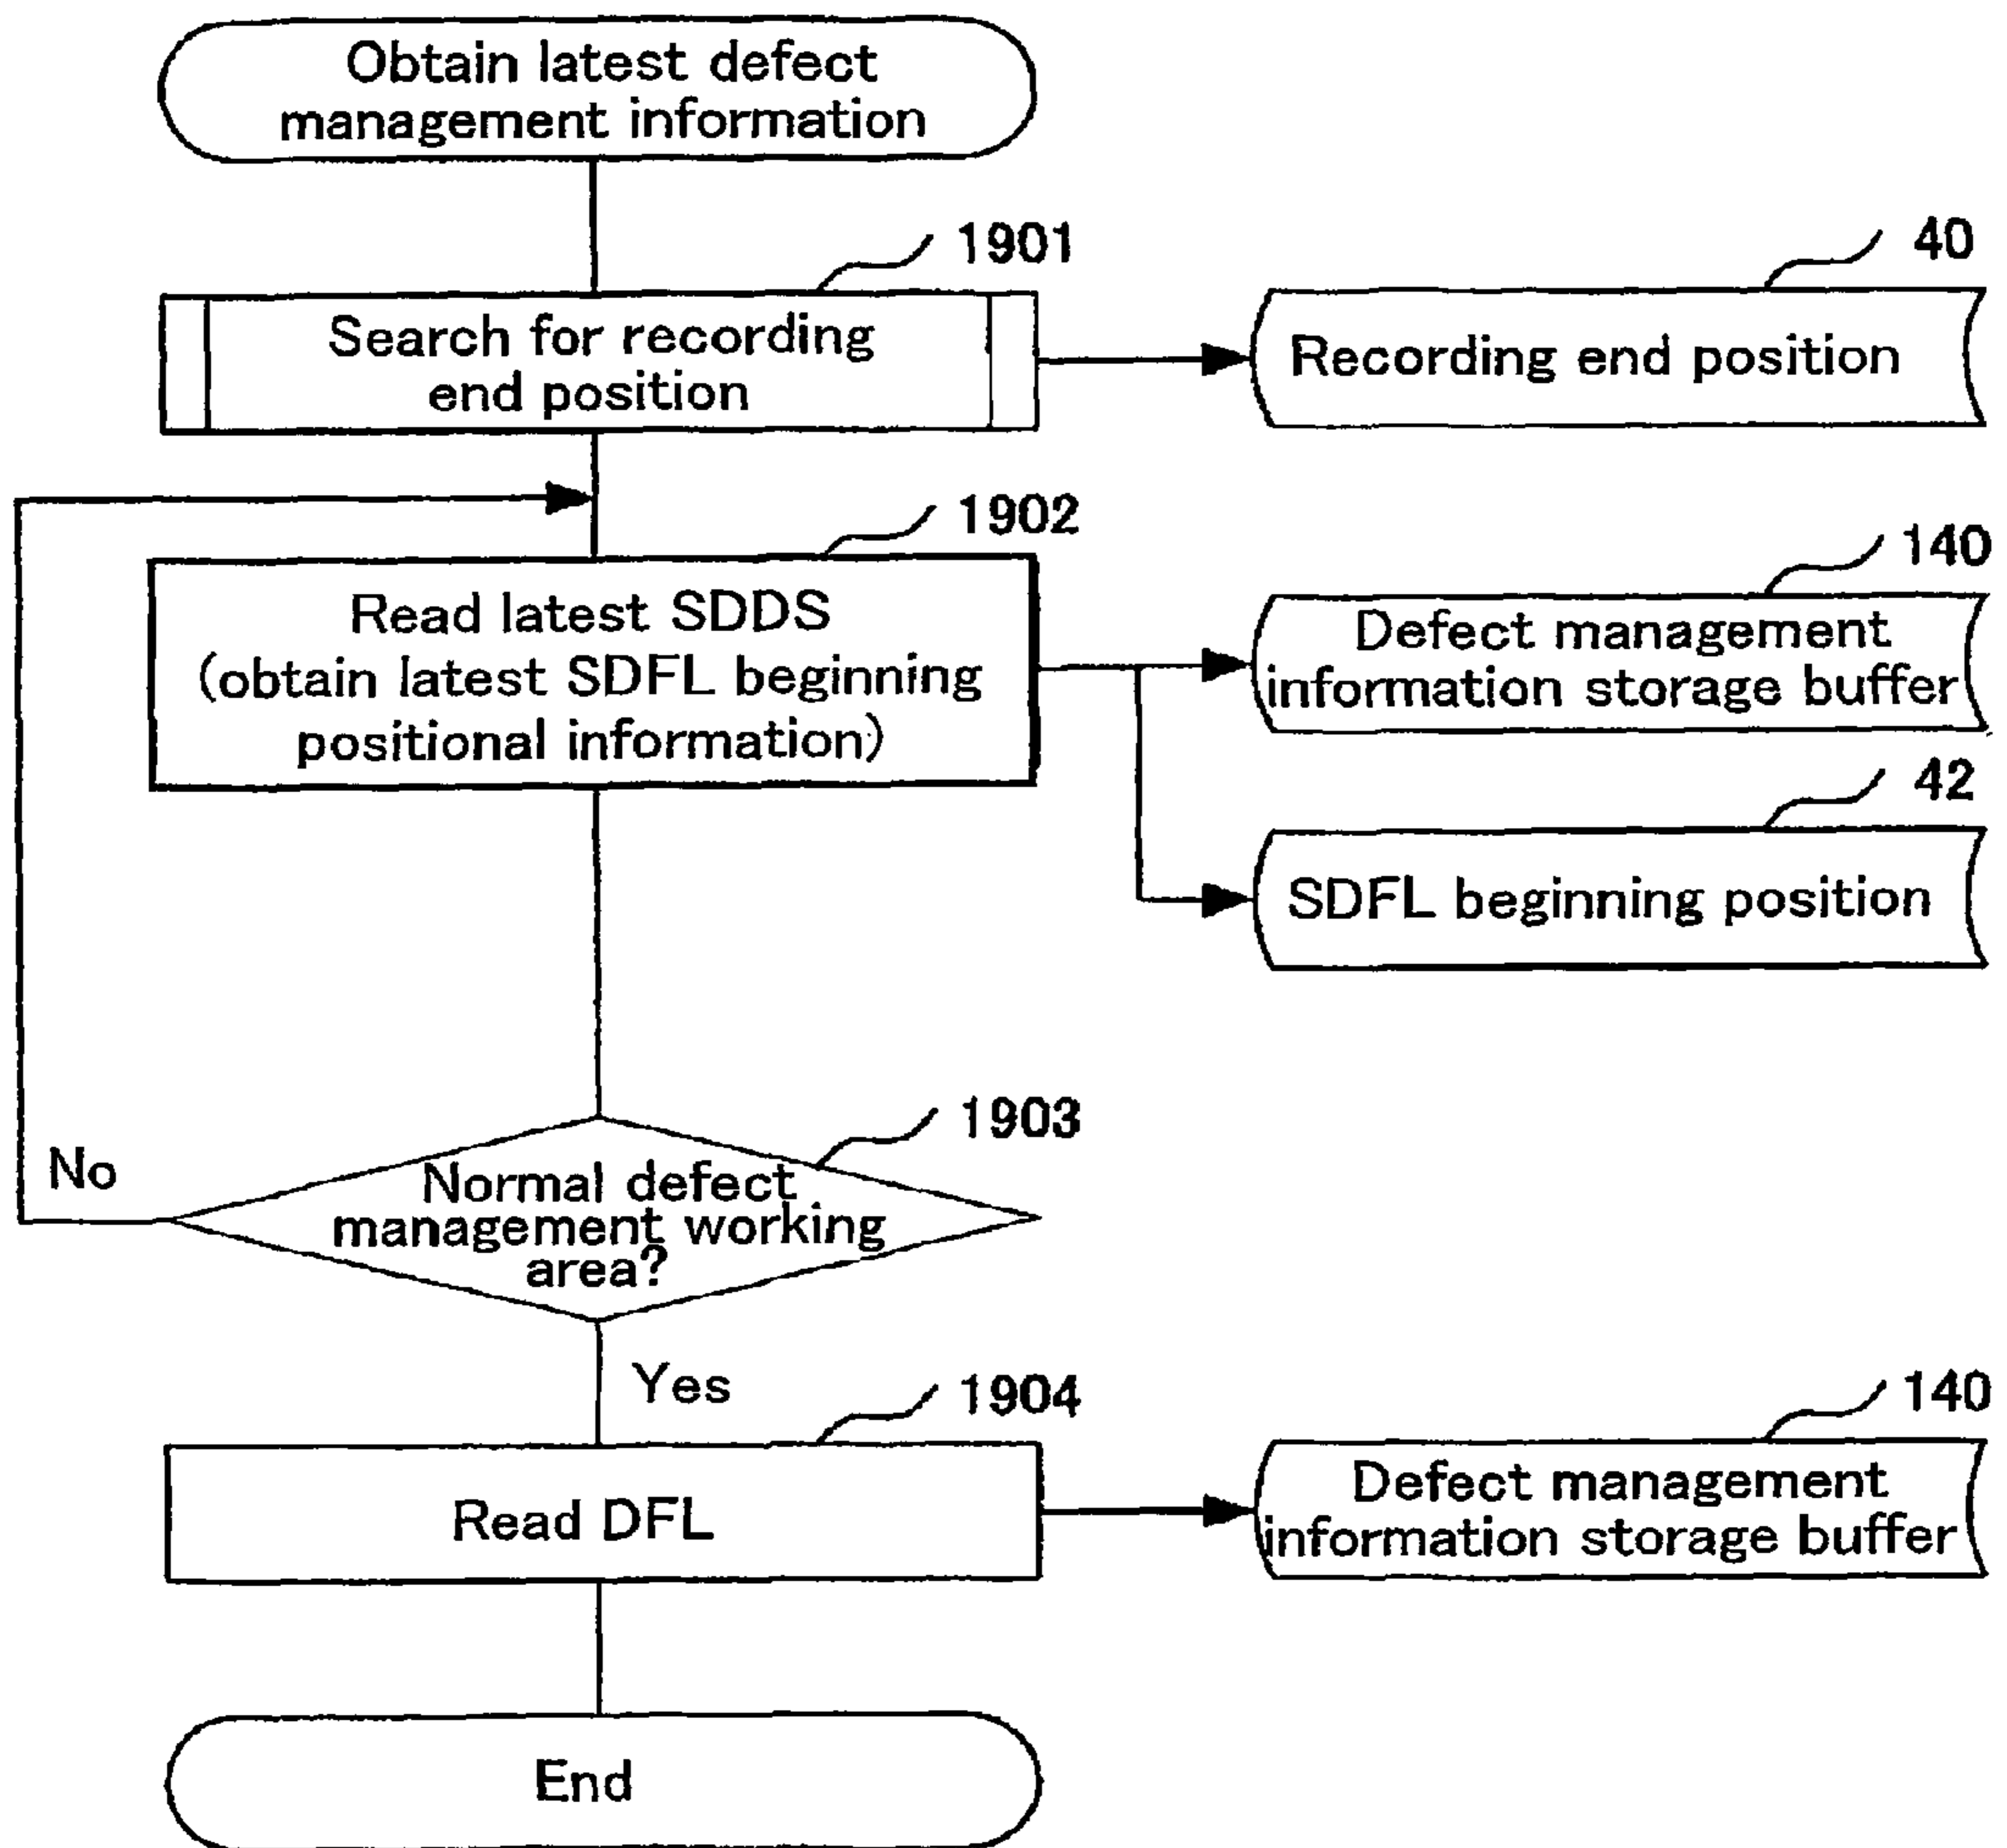 Obtain latest defect
management information
1901
40
Search for recording
end position
Recording end position
1902
140
Read latest SDDS
(obtain latest SDFL beginning
positional information)
Defect management
information storage buffer
42
SDFL beginning position
1903
No
Normal defect
management working
area?
Yes
1904
140
Read DFL
Defect management
information storage buffer
End